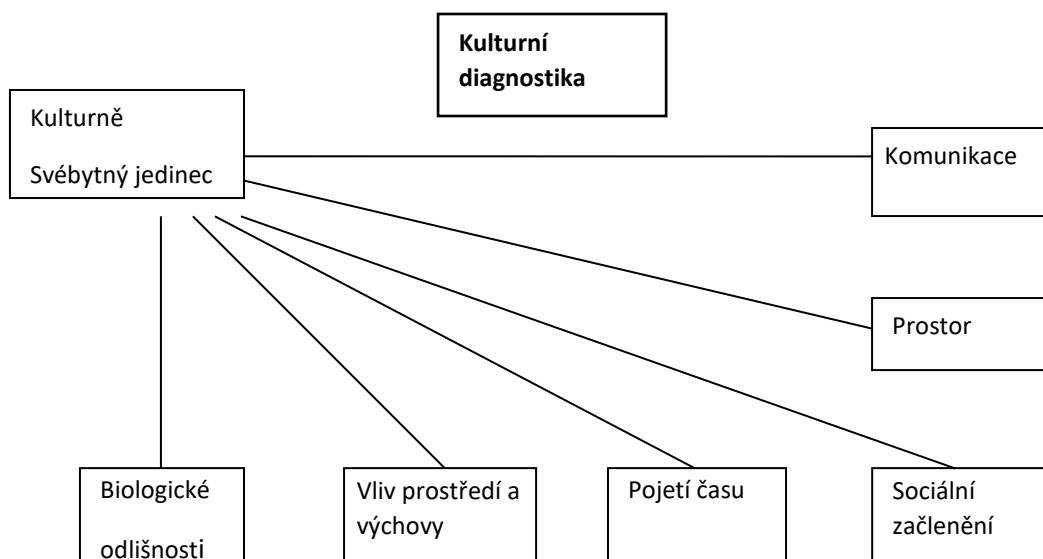 Kulturní
diagnostika
Kulturně
Svébytný jedinec
Komunikace
Prostor
Biologické
odlišnosti
Vliv prostředí a
výchovy
Pojetí času
Sociální
začlenění